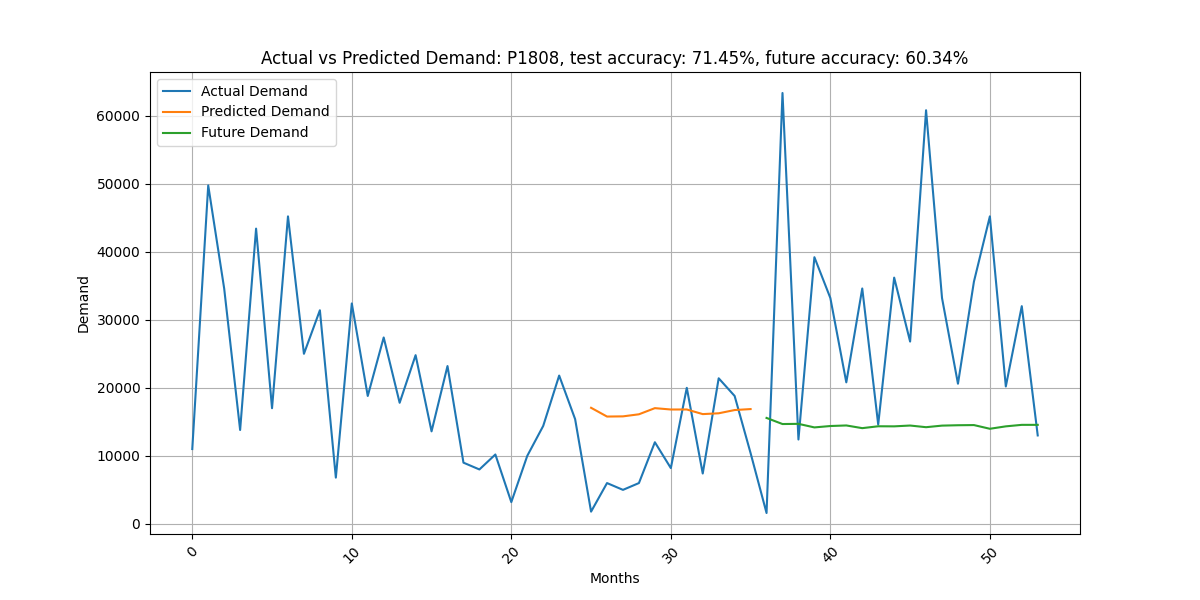 Actual vs Predicted Demand: P1808, test accuracy: 71.45%, future accuracy: 60.34%
Actual Demand
Predicted Demand
Future Demand
60000
50000
40000
30000
20000
10000
0
Demand
0 10 20 30 40 50
Months